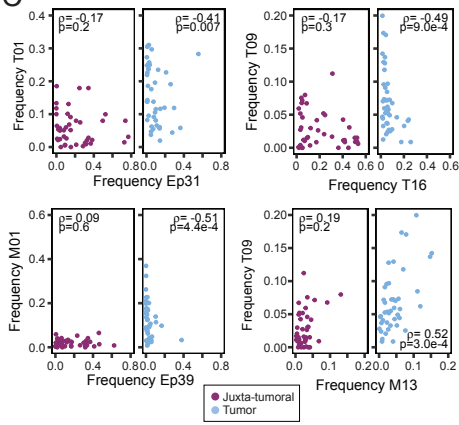 ρ= -0.17
p=0.2
ρ= -0.41
p=0.007
Frequency T01
0.4
0.3
0.2
0.1
0.0
0.0 0.4 0.8 0.0 0.4 0.8
Frequency Ep31
ρ= -0.17
p=0.3
ρ= -0.49
p=9.0e-4
Frequency T09
0.20
0.15
0.10
0.05
0.00
0 0.2 0.4 0.6 0 0.2 0.4 0.6
Frequency T16
ρ= 0.09
p=0.6
ρ= -0.51
p=4.4e-4
Frequency M01
0.6
0.4
0.2
0.0
0.0 0.4 0.8 0.0 0.4 0.8
Frequency Ep39
ρ= 0.19
p=0.2
ρ= 0.52
p=3.0e-4
Frequency T09
0.20
0.15
0.10
0.05
0.00
0.0 0.1 0.2 0.0 0.1 0.2
Frequency M13
Juxta-tumoral
Tumor